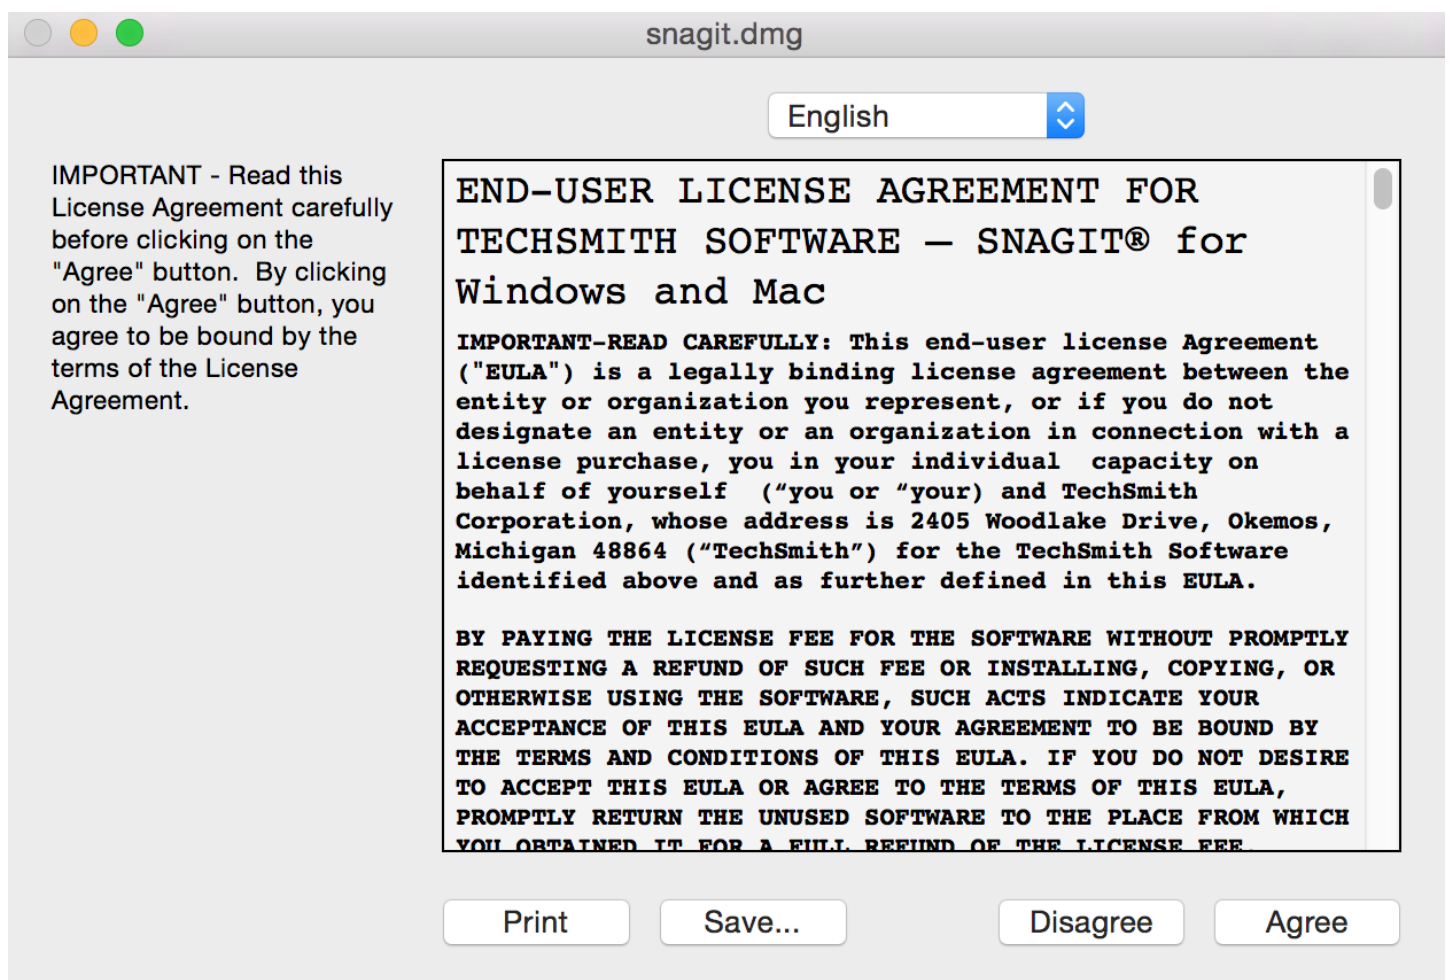 snagit.dmg
English
IMPORTANT - Read this
License Agreement carefully
before clicking on the
"Agree" button.  By clicking
on the "Agree" button, you
agree to be bound by the
terms of the License
Agreement.
END-USER LICENSE AGREEMENT FOR
TECHSMITH SOFTWARE – SNAGIT® for
Windows and Mac
IMPORTANT-READ CAREFULLY: This end-user license Agreement
("EULA") is a legally binding license agreement between the
entity or organization you represent, or if you do not
designate an entity or an organization in connection with a
license purchase, you in your individual  capacity on
behalf of yourself  (“you or “your) and TechSmith
Corporation, whose address is 2405 Woodlake Drive, Okemos,
Michigan 48864 (“TechSmith”) for the TechSmith Software
identified above and as further defined in this EULA.
BY PAYING THE LICENSE FEE FOR THE SOFTWARE WITHOUT PROMPTLY
REQUESTING A REFUND OF SUCH FEE OR INSTALLING, COPYING, OR
OTHERWISE USING THE SOFTWARE, SUCH ACTS INDICATE YOUR
ACCEPTANCE OF THIS EULA AND YOUR AGREEMENT TO BE BOUND BY
THE TERMS AND CONDITIONS OF THIS EULA. IF YOU DO NOT DESIRE
TO ACCEPT THIS EULA OR AGREE TO THE TERMS OF THIS EULA,
PROMPTLY RETURN THE UNUSED SOFTWARE TO THE PLACE FROM WHICH
YOU OBTAINED IT FOR A FULL REFUND OF THE LICENSE FEE.
Print
Save...
Disagree
Agree